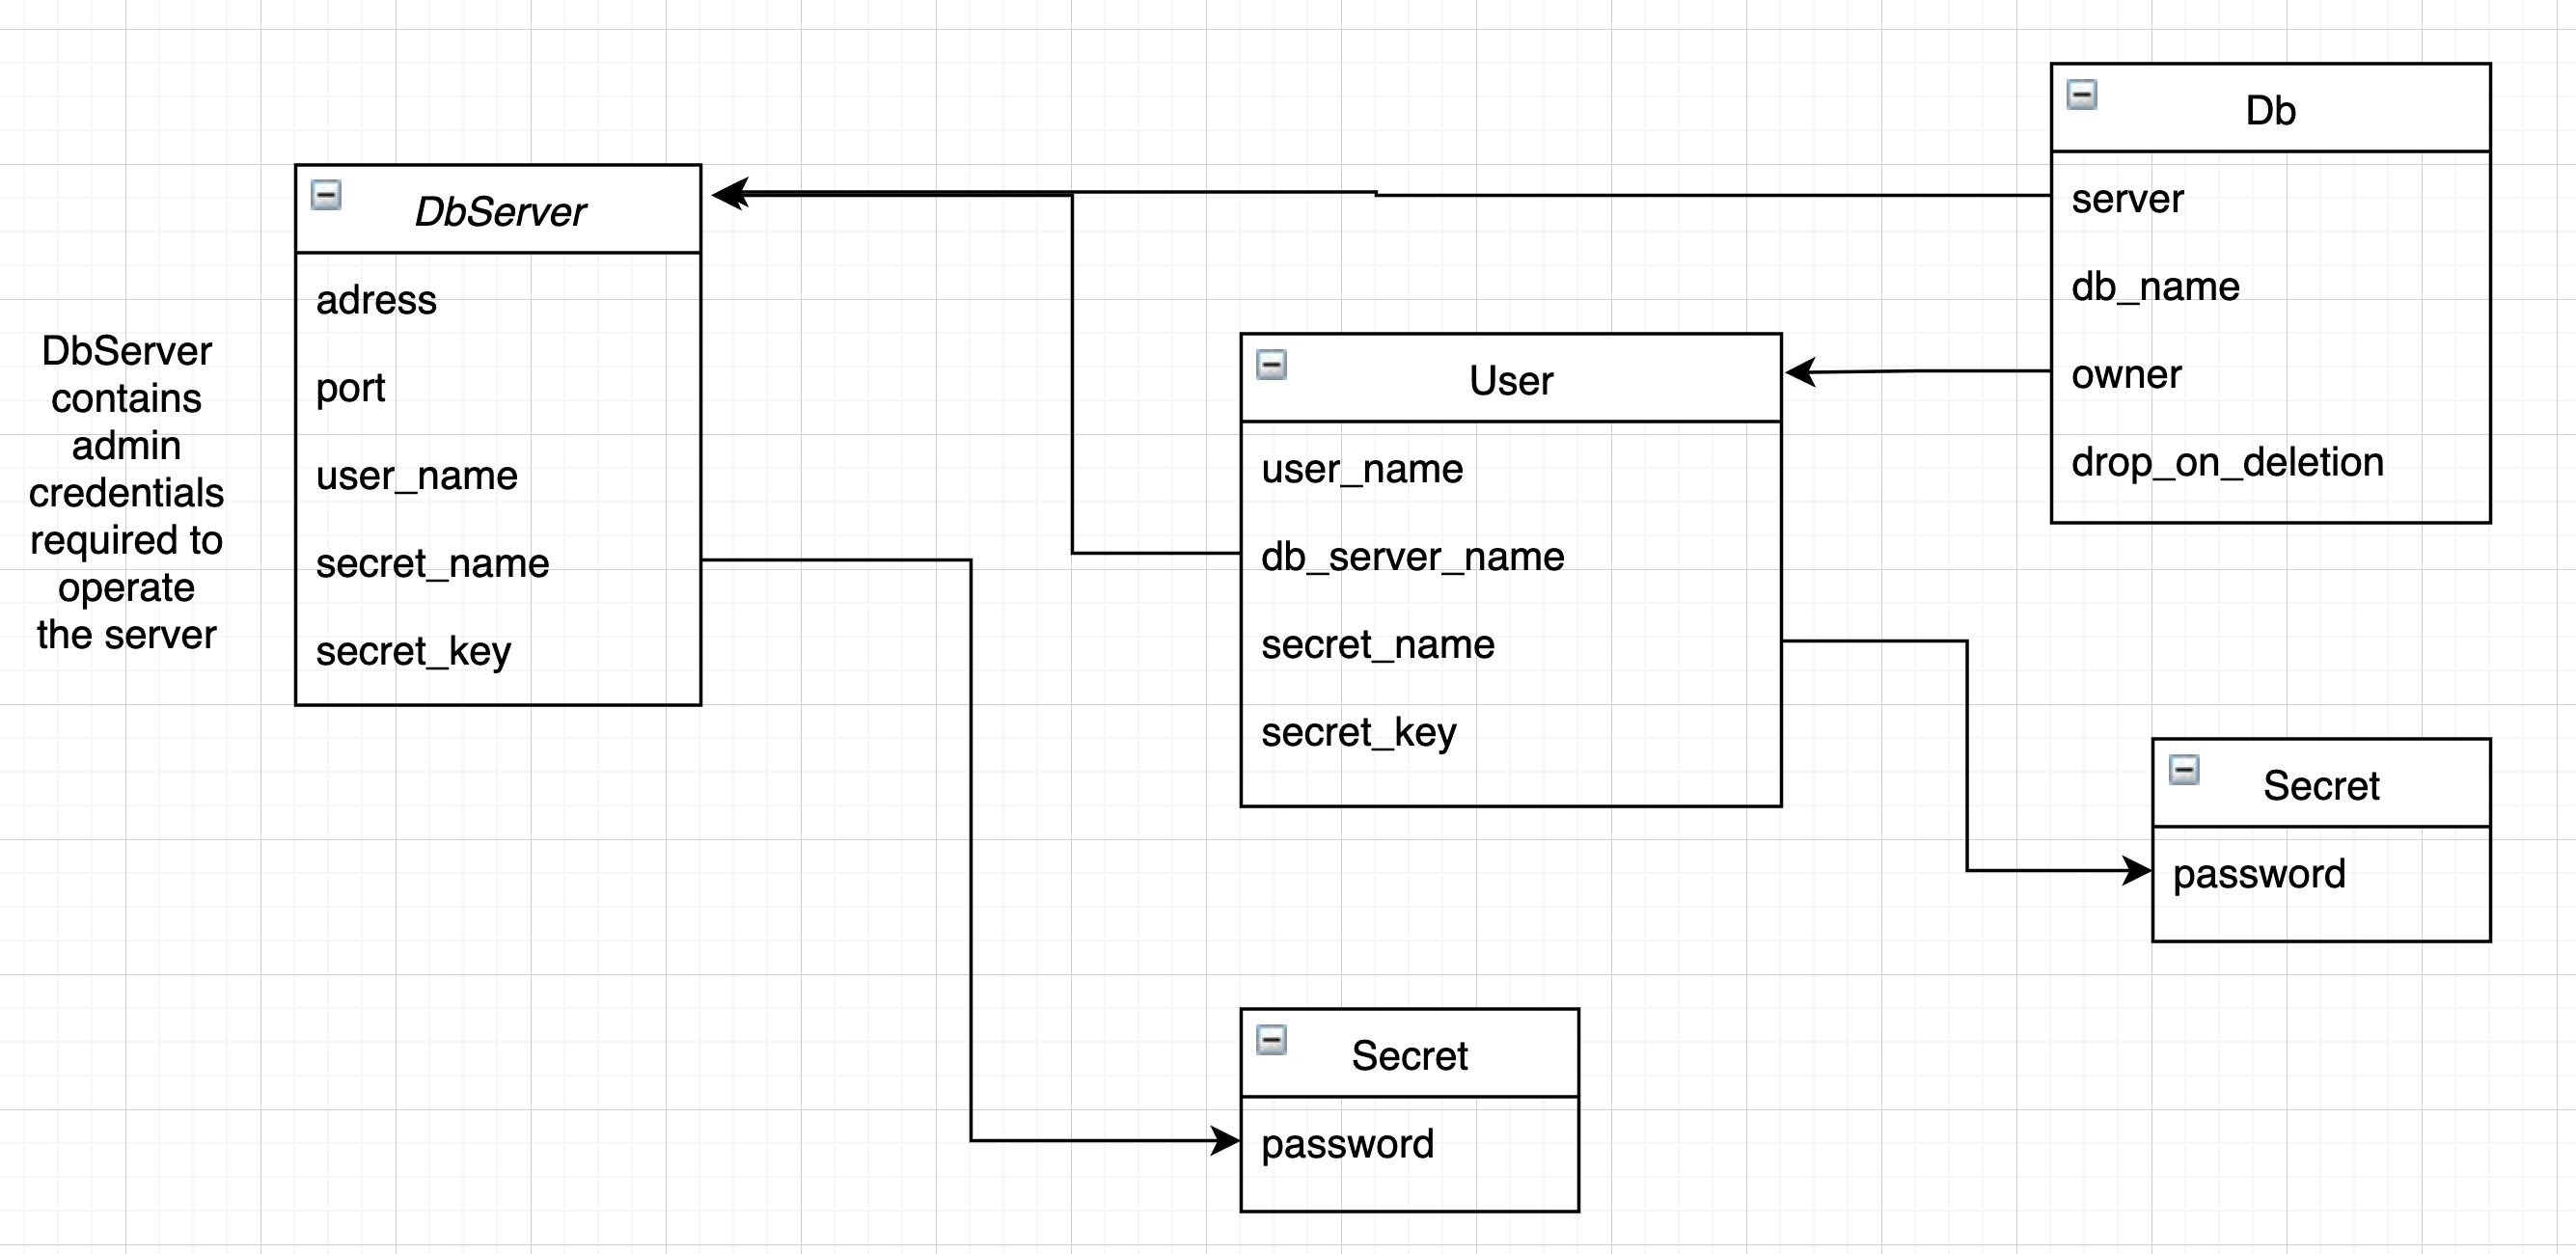 DbServer
contains
admin
credentials
required to
operate
the server
DbServer
adress
port
user_name
secret_name
secret_key
User
user_name
db_server_name
secret_name
secret_key
Db
server
db_name
owner
drop_on_deletion
Secret
password
Secret
password